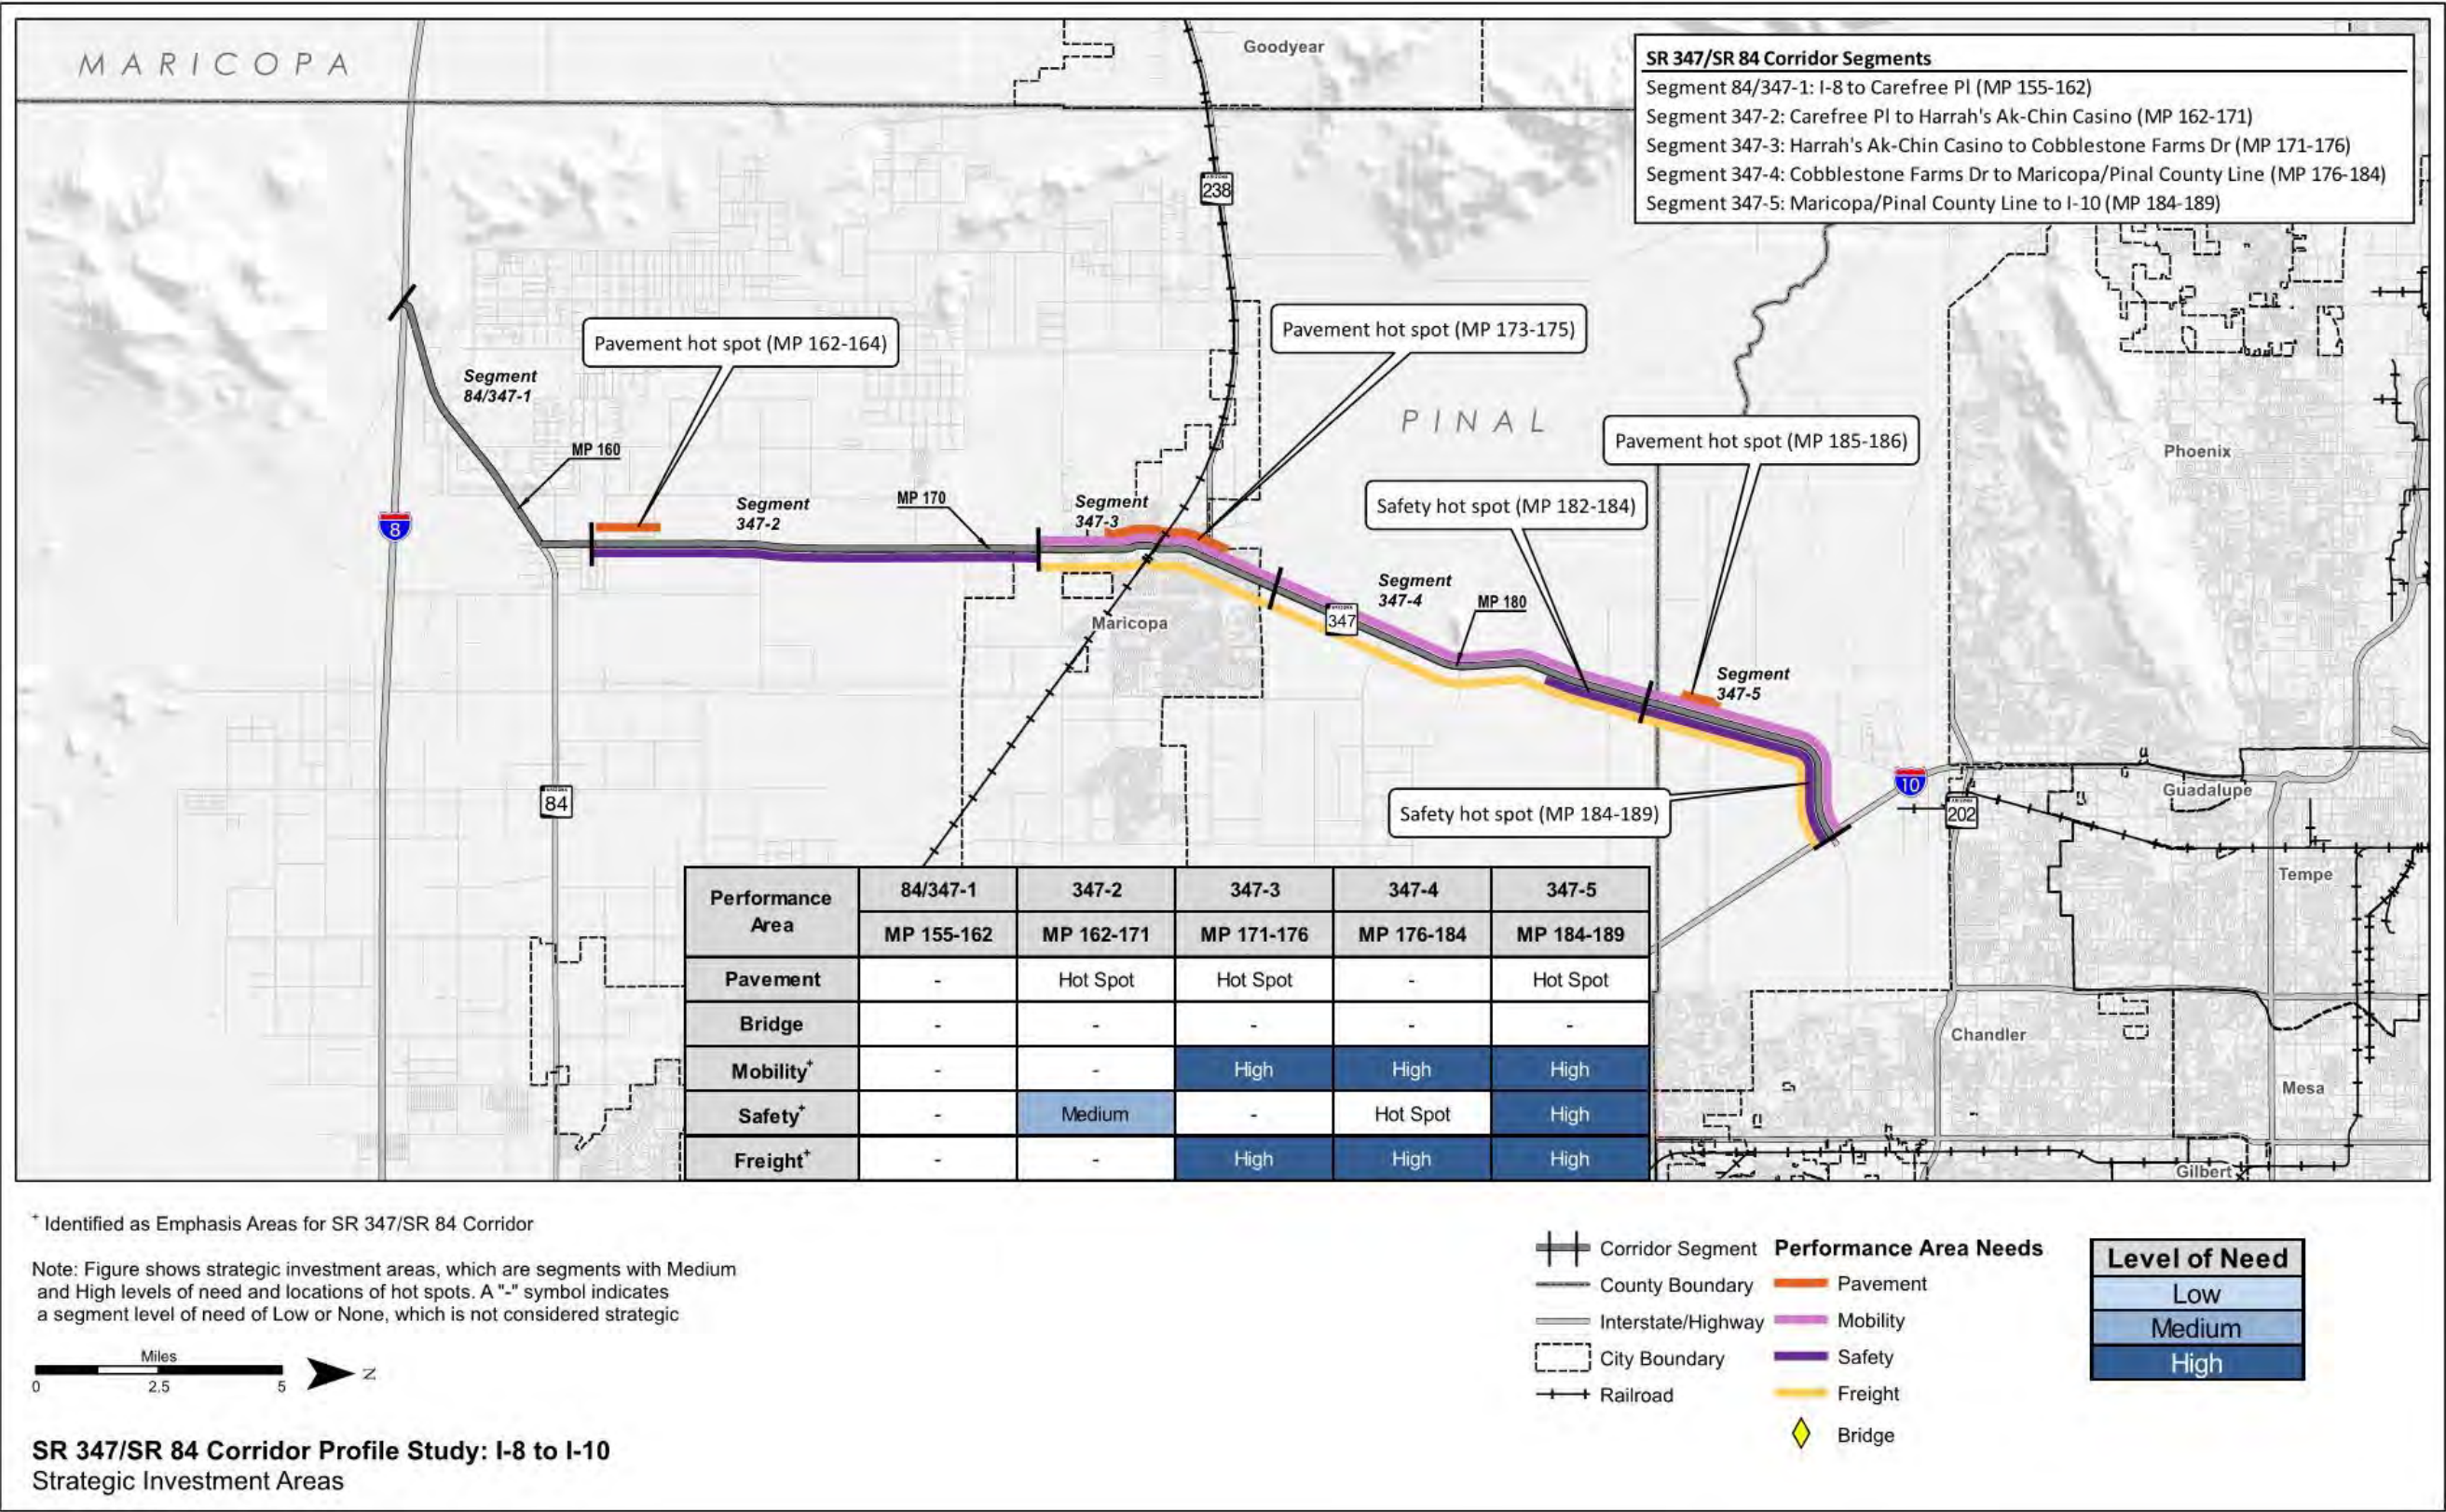 MARICOPA
Goodyear
SR 347/SR 84 Corridor Segments
Segment 84/347-1: I-8 to Carefree Pl (MP 155-162)
Segment 347-2: Carefree Pl to Harrah's Ak-Chin Casino (MP 162-171)
Segment 347-3: Harrah's Ak-Chin Casino to Cobblestone Farms Dr (MP 171-176)
Segment 347-4: Cobblestone Farms Dr to Maricopa/Pinal County Line (MP 176-184)
Segment 347-5: Maricopa/Pinal County Line to I-10 (MP 184-189)
238
Pavement hot spot (MP 162-164)
Pavement hot spot (MP 173-175)
Segment
84/347-1
PINAL
Pavement hot spot (MP 185-186)
Phoenix
MP 160
Segment
347-2
MP 170
Segment
347-3
Safety hot spot (MP 182-184)
8
Segment
347-4
MP 180
347
Maricopa
Segment
347-5
84
Safety hot spot (MP 184-189)
10
202
Guadalupe
Tempe
Chandler
Mesa
Gilbert
Performance
Area
84/347-1 347-2 347-3 347-4 347-5
MP 155-162 MP 162-171 MP 171-176 MP 176-184 MP 184-189
Pavement - Hot Spot Hot Spot - Hot Spot
Bridge - - - - -
Mobility+ - - High High High
Safety+ - Medium - Hot Spot High
Freight+ - - High High High
+ Identified as Emphasis Areas for SR 347/SR 84 Corridor
Note: Figure shows strategic investment areas, which are segments with Medium
and High levels of need and locations of hot spots. A "-" symbol indicates
a segment level of need of Low or None, which is not considered strategic
Miles
0 2.5 5
N
SR 347/SR 84 Corridor Profile Study: I-8 to I-10
Strategic Investment Areas
Corridor Segment
County Boundary
Interstate/Highway
City Boundary
Railroad
Performance Area Needs
Pavement
Mobility
Safety
Freight
Bridge
Level of Need
Low
Medium
High